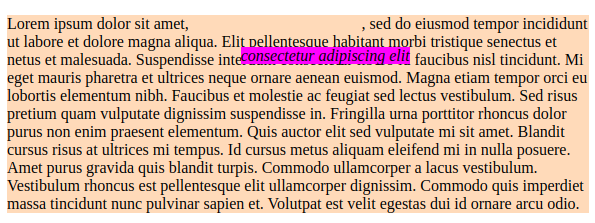 Lorem ipsum dolor sit amet, , sed do eiusmod tempor incididunt
ut labore et dolore magna aliqua. Elit pellentesque habitant morbi tristique senectus et
consectetur adipiscing elit
netus et malesuada. Suspendisse faucibus nisl tincidunt. Mi
eget mauris pharetra et ultrices neque ornare aenean euismod. Magna etiam tempor orci eu
lobortis elementum nibh. Faucibus et molestie ac feugiat sed lectus vestibulum. Sed risus
pretium quam vulputate dignissim suspendisse in. Fringilla urna porttitor rhoncus dolor
purus non enim praesent elementum. Quis auctor elit sed vulputate mi sit amet. Blandit
cursus risus at ultrices mi tempus. Id cursus metus aliquam eleifend mi in nulla posuere.
Amet purus gravida quis blandit turpis. Commodo ullamcorper a lacus vestibulum.
Vestibulum rhoncus est pellentesque elit ullamcorper dignissim. Commodo quis imperdiet
massa tincidunt nunc pulvinar sapien et. Volutpat est velit egestas dui id ornare arcu odio.